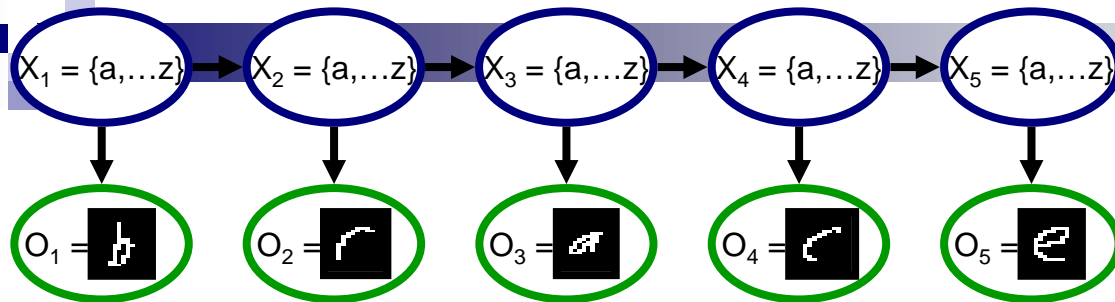 X₁ = {a,…z} X₂ = {a,…z} X₃ = {a,…z} X₄ = {a,…z} X₅ = {a,…z}
O₁ = b O₂ = r O₃ = a O₄ = c O₅ = e